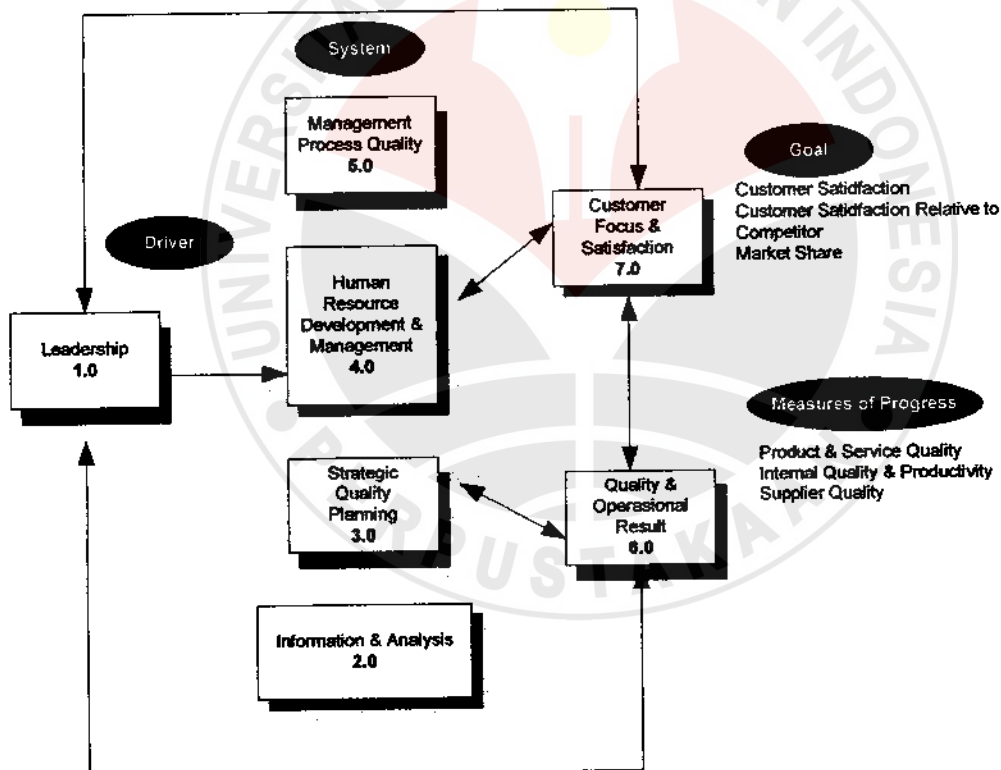 System
Management
Process Quality
5.0
Goal
Customer Satidfaction
Customer Satidfaction Relative to
Competitor
Market Share
Customer
Focus &
Satisfaction
7.0
Driver
Human
Resource
Development &
Management
4.0
Leadership
1.0
Measures of Progress
Product & Service Quality
Internal Quality & Productivity
Supplier Quality
Strategic
Quality
Planning
3.0
Quality &
Operasional
Result
6.0
Information & Analysis
2.0
INDONESIA